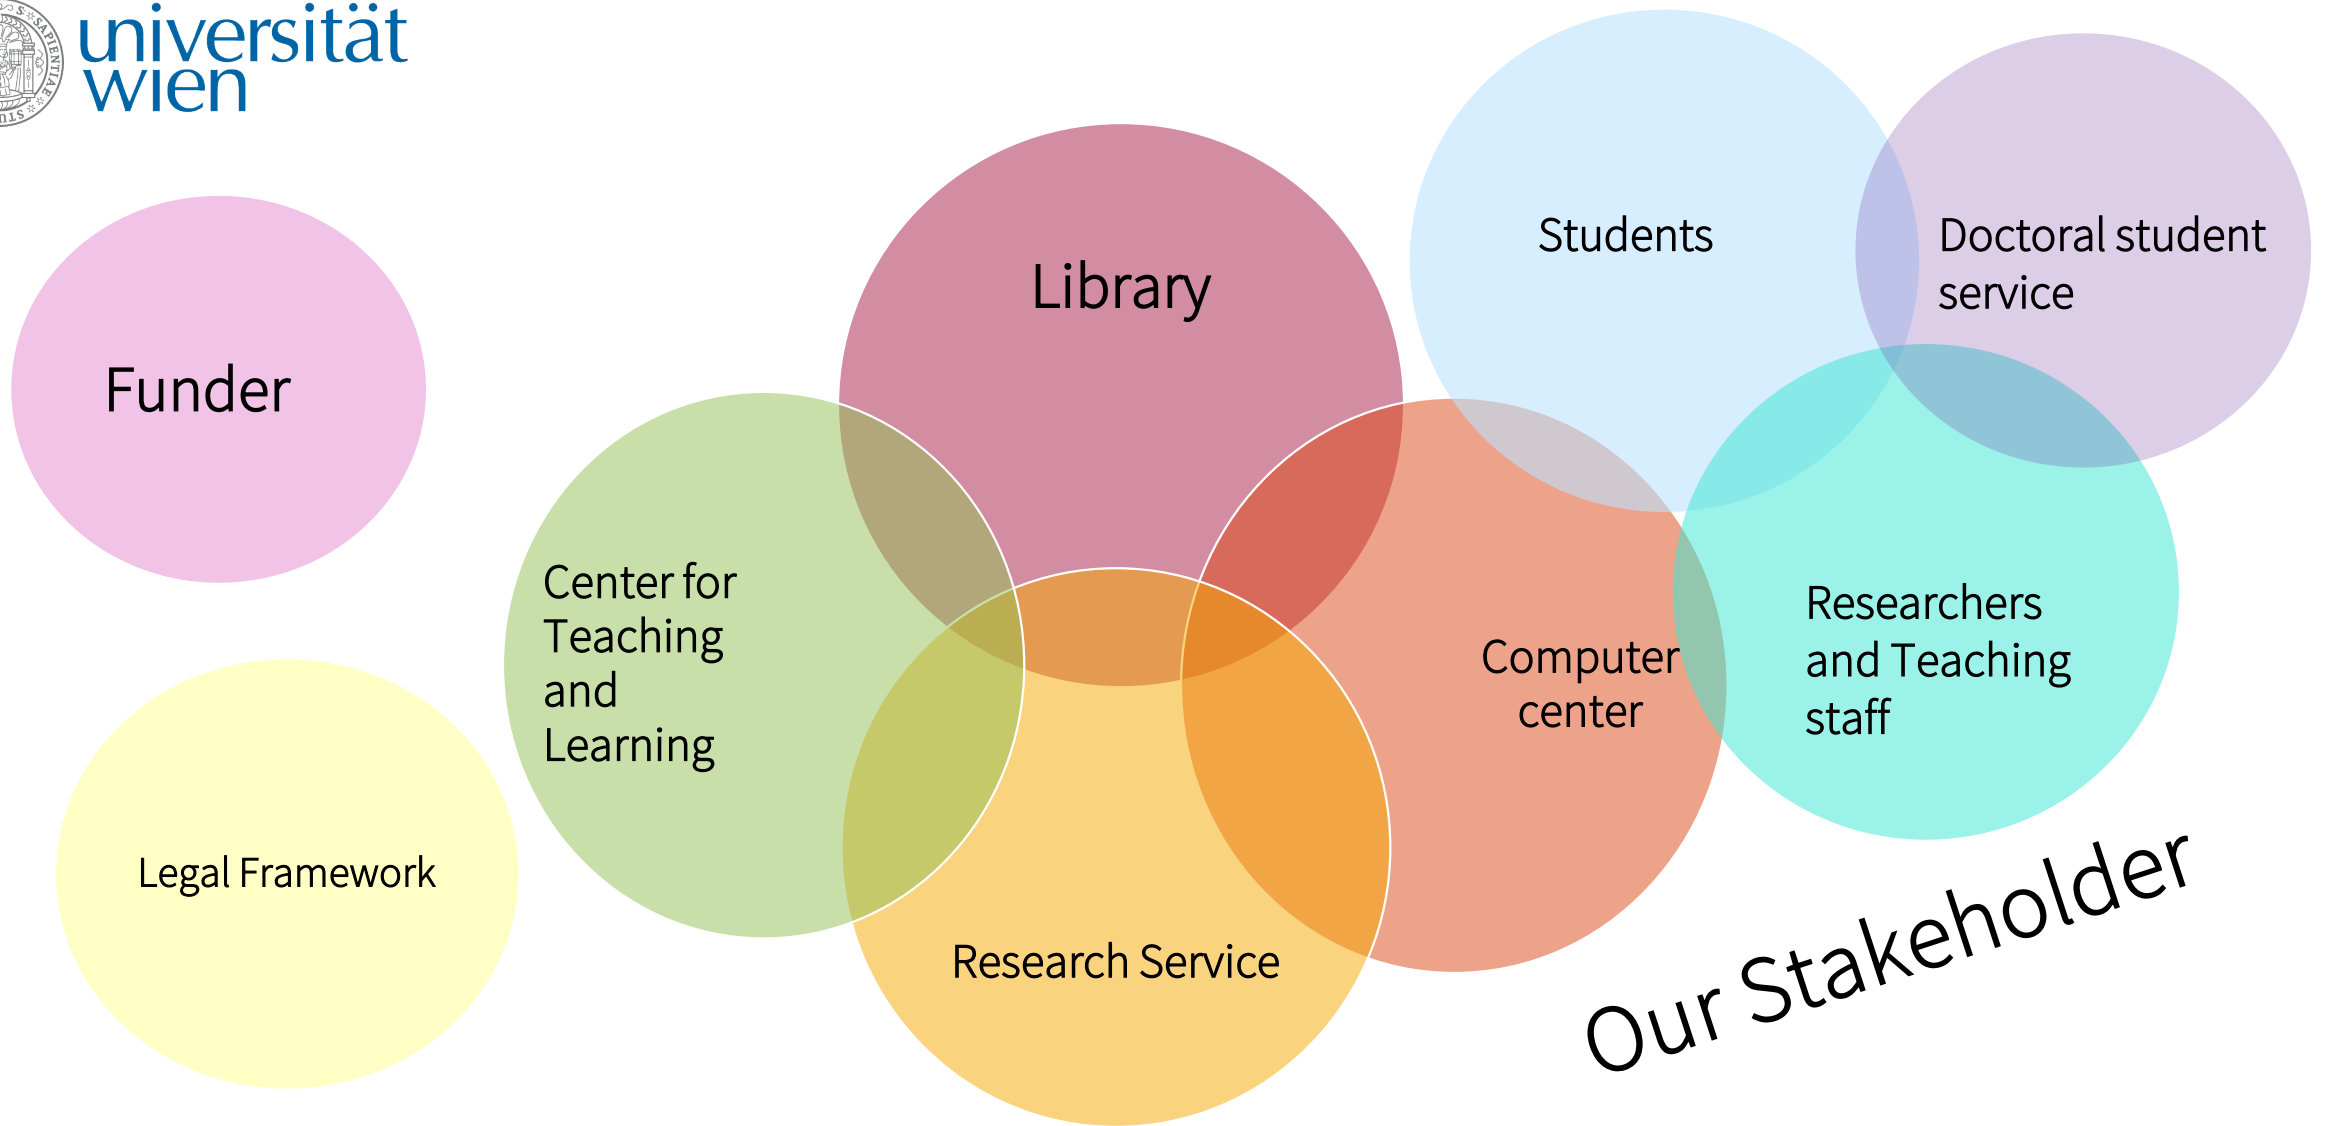 universität
wien
Funder
Legal Framework
Library
Center for
Teaching
and
Learning
Research Service
Computer
center
Students
Doctoral student
service
Researchers
and Teaching
staff
Our Stakeholder